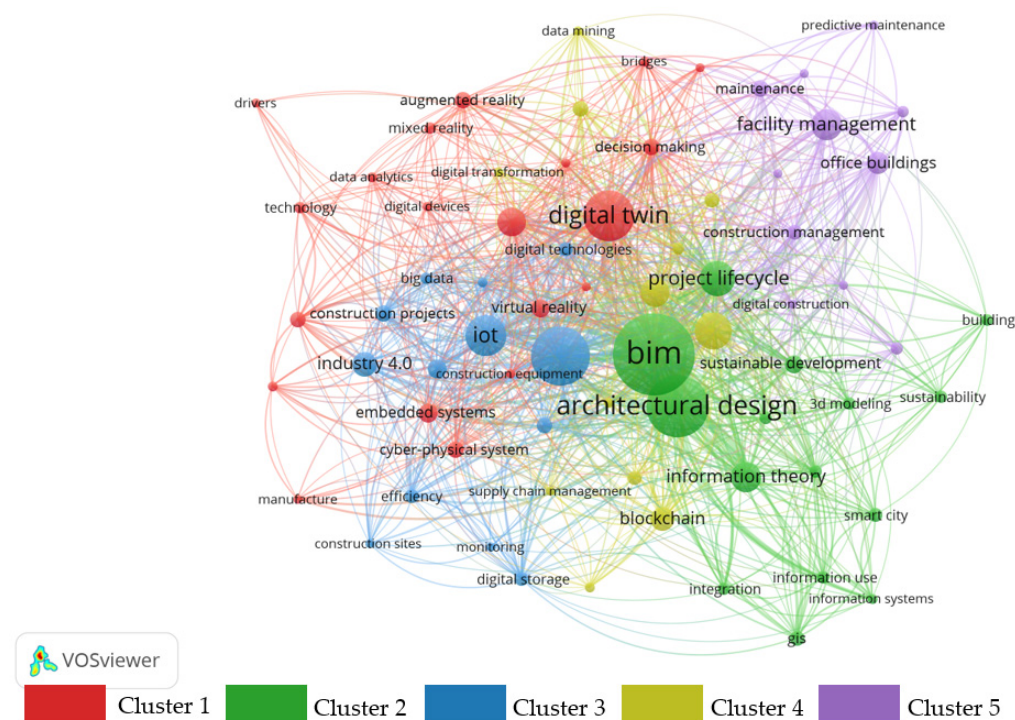 data mining
predictive maintenance
bridges
maintenance
drivers
augmented reality
facility management
mixed reality
decision making
office buildings
digital transformation
data analytics
technology
digital devices
digital twin
construction management
digital technologies
big data
project lifecycle
digital construction
virtual reality
construction projects
building
iot
bim
industry 4.0
sustainable development
construction equipment
sustainability
architectural design
3d modeling
embedded systems
cyber-physical system
information theory
supply chain management
manufacture
efficiency
blockchain
smart city
construction sites
monitoring
digital storage
information use
integration
information systems
gis
VOSviewer
Cluster 1
Cluster 2
Cluster 3
Cluster 4
Cluster 5